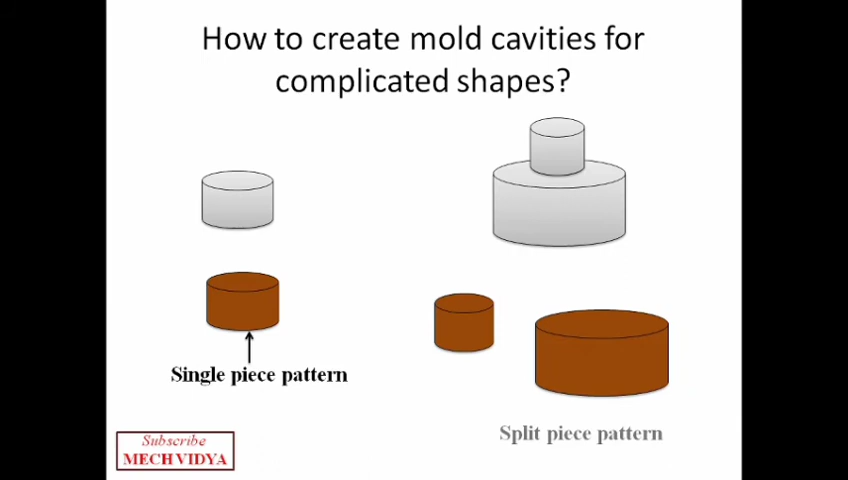 How to create mold cavities for
complicated shapes?
Single piece pattern
Split piece pattern
Subscribe
MECH VIDYA